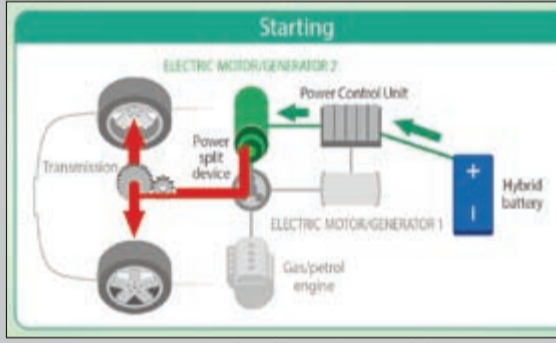 Starting
ELECTRIC MOTOR/GENERATOR 2
Power Control Unit
Power
split
device
Transmission
+
Hybrid
battery
ELECTRIC MOTOR/GENERATOR 1
Gas/petrol
engine